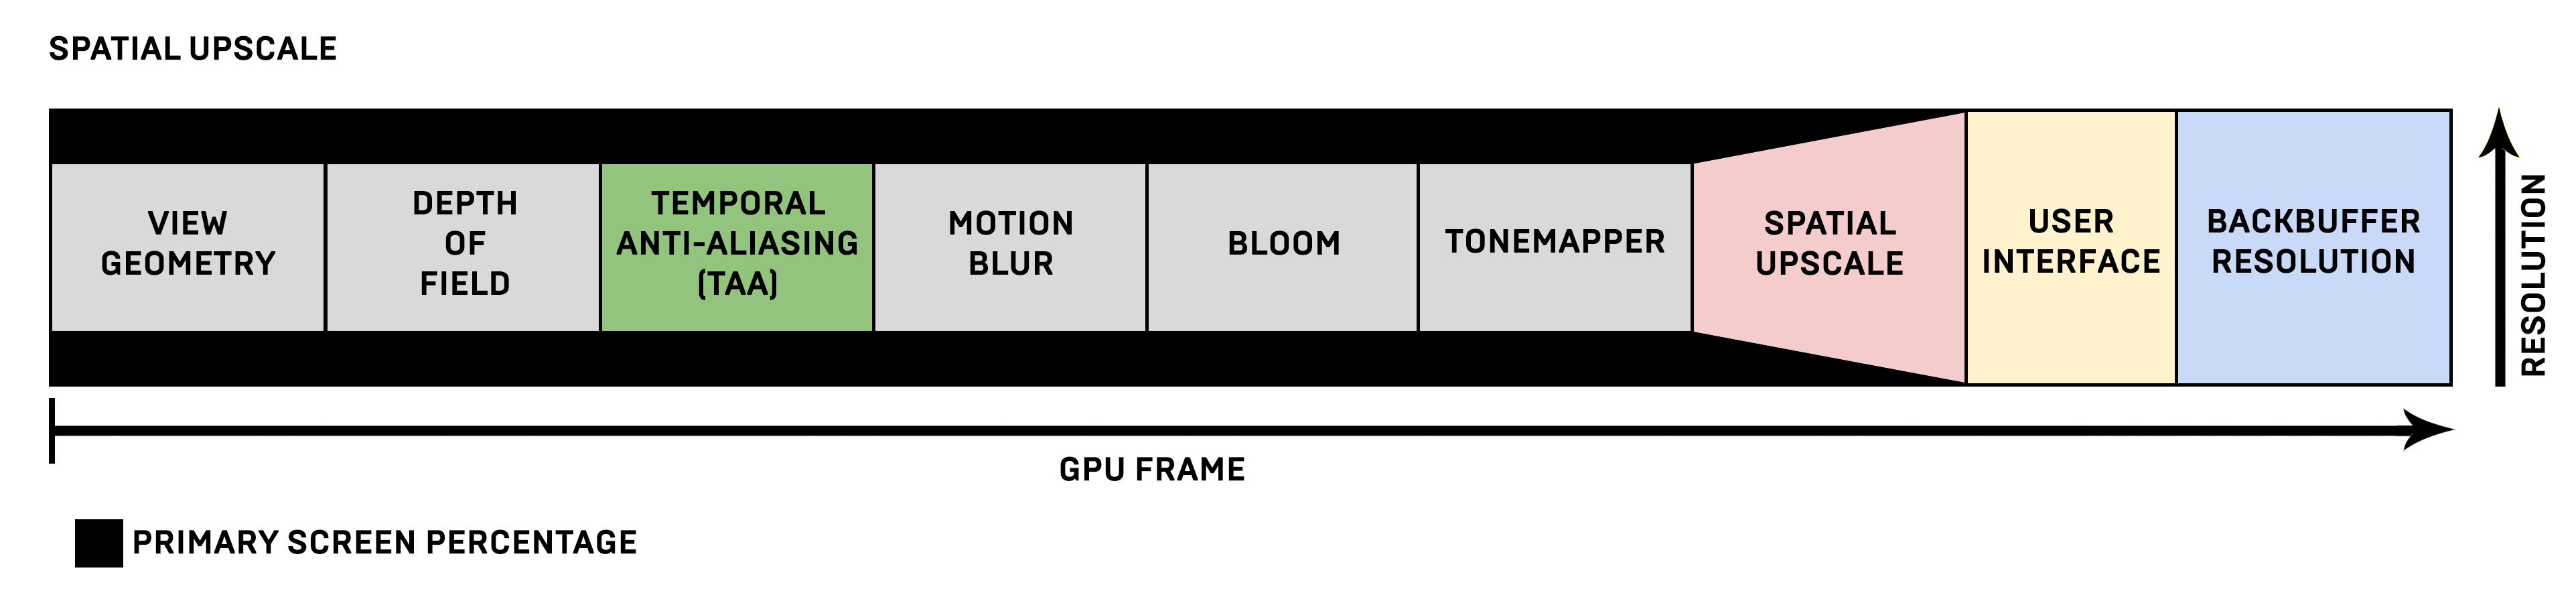 SPATIAL UPSCALE
VIEW
GEOMETRY
DEPTH
OF
FIELD
TEMPORAL
ANTI-ALIASING
(TAA)
MOTION
BLUR
BLOOM
TONEMAPPER
SPATIAL
UPSCALE
USER
INTERFACE
BACKBUFFER
RESOLUTION
RESOLUTION
GPU FRAME
PRIMARY SCREEN PERCENTAGE